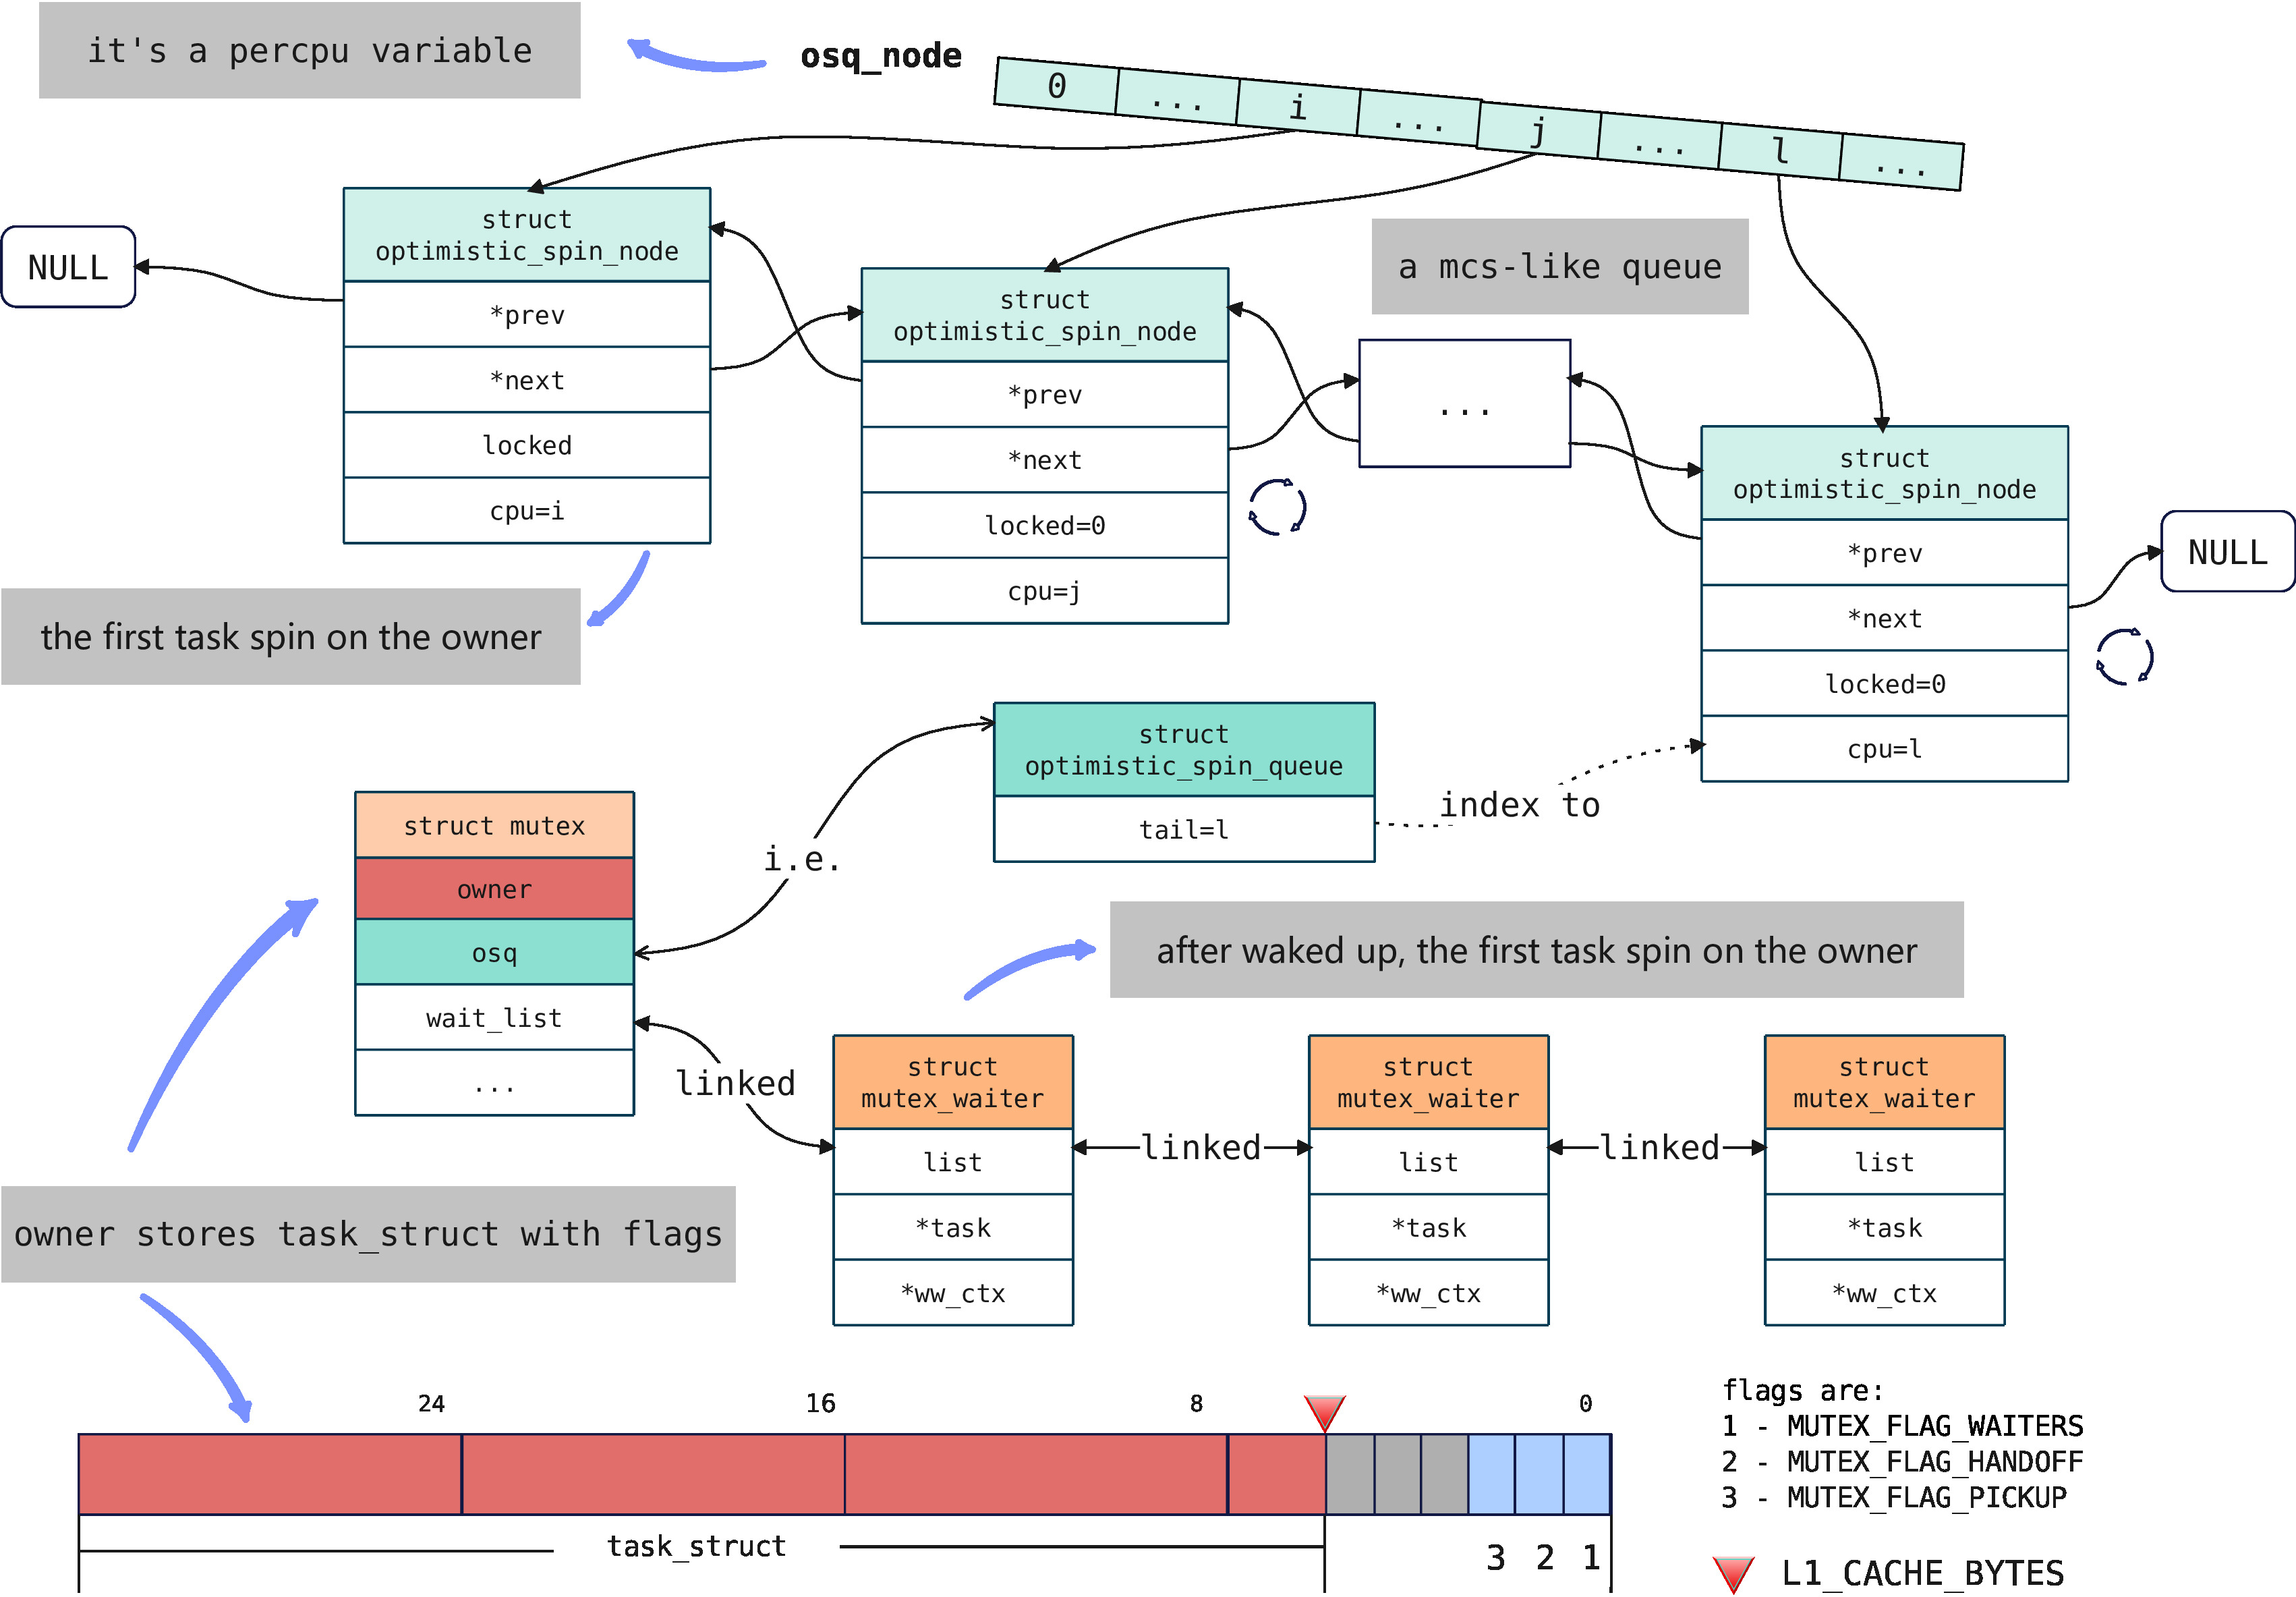 it's a percpu variable
osq_node
0
...
i
...
j
...
l
...
struct
optimistic_spin_node
*prev
*next
locked
cpu=i
NULL
struct
optimistic_spin_node
*prev
*next
locked=0
cpu=j
a mcs-like queue
...
struct
optimistic_spin_node
*prev
*next
locked=0
cpu=l
NULL
the first task spin on the owner
struct
optimistic_spin_queue
tail=l
index to
i.e.
struct mutex
owner
osq
wait_list
...
linked
after waked up, the first task spin on the owner
struct
mutex_waiter
list
*task
*ww_ctx
linked
struct
mutex_waiter
list
*task
*ww_ctx
linked
struct
mutex_waiter
list
*task
*ww_ctx
owner stores task_struct with flags
24
16
8
0
task_struct
3
2
1
flags are:
1 - MUTEX_FLAG_WAITERS
2 - MUTEX_FLAG_HANDOFF
3 - MUTEX_FLAG_PICKUP
L1_CACHE_BYTES